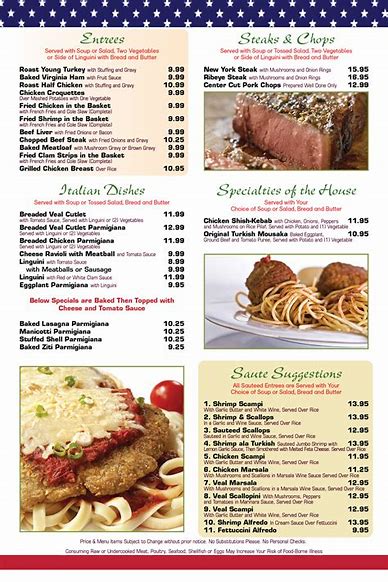 Entrees
Served with Soup or Salad, Two Vegetables
or Side of Linguini with Bread and Butter
Roast Young Turkey with Stuffing and Gravy 9.99
Baked Virginia Ham with Fruit Sauce 9.99
Roast Half Chicken with Stuffing and Gravy 10.25
Chicken Croquettes 9.99
Over Mashed Potatoes with One Vegetable
Fried Chicken in the Basket 9.99
with French Fries and Cole Slaw (Complete)
Fried Shrimp in the Basket 9.99
with French Fries and Cole Slaw (Complete)
Beef Liver with Fried Onions or Bacon 9.99
Chopped Beef Steak with Fried Onions and Gravy 10.25
Baked Meatloaf with Mushroom Gravy or Brown Gravy 9.99
Fried Clam Strips in the Basket 9.99
with French Fries and Cole Slaw (Complete)
Grilled Chicken Breast Over Rice 10.95
Steaks & Chops
Served with Soup or Tossed Salad, Two Vegetables
or Side of Linguini with Bread and Butter
New York Steak with Mushrooms and Onion Rings 15.95
Ribeye Steak with Mushrooms and Onion Rings 16.95
Center Cut Pork Chops Prepared Well Done Only 12.95
Italian Dishes
Served with Soup or Tossed Salad, Bread and Butter
Breaded Veal Cutlet 11.99
with Tomato Sauce, Served with Linguini or (2) Vegetables
Breaded Veal Parmigiana 12.99
Served with Linguini or (2) Vegetables
Breaded Chicken Parmigiana 12.99
Served with Linguini or (2) Vegetables
Cheese Ravioli with Meatball and Tomato Sauce 9.99
Linguini with Tomato Sauce 8.99
with Meatballs or Sausage 9.99
Linguini with Red or White Clam Sauce 11.95
Eggplant Parmigiana with Linguini 11.95
Below Specials are Baked Then Topped with
Cheese and Tomato Sauce
Baked Lasagna Parmigiana 10.25
Manicotti Parmigiana 10.25
Stuffed Shell Parmigiana 10.25
Baked Ziti Parmigiana 9.25
Specialties of the House
Served with Your
Choice of Soup or Salad, Bread and Butter
Chicken Shish-Kebab with Chicken, Onions, Peppers 11.95
and Mushrooms on Rice Pilaf, Served with Potato and (1) Vegetable
Original Turkish Mousaka Baked Eggplant, 10.25
Ground Beef and Tomato Puree, Served with Potato and (1) Vegetable
Saute Suggestions
All Sauteed Entrees are Served with Your
Choice of Soup or Salad, Bread and Butter
1. Shrimp Scampi 13.95
With Garlic Butter and White Wine, Served Over Rice
2. Shrimp & Scallops 13.95
in a Garlic and Wine Sauce, Served Over Rice
3. Sauteed Scallops 13.95
Sauteed in Garlic and Wine Sauce, Served Over Rice
4. Shrimp ala Turkish Sauteed Jumbo Shrimp with 13.95
Lemon Garlic Sauce, Then Smothered with Melted Feta Cheese, Served Over Rice
5. Chicken Scampi 11.95
With Garlic Butter and White Wine, Served Over Rice
6. Chicken Marsala 11.95
With Mushrooms and Scallions in Marsala Wine Sauce Served Over Rice
7. Veal Marsala 12.95
With Mushrooms and Scallions in a Marsala Wine Sauce, Served Over Rice
8. Veal Scallopini With Mushrooms, Peppers 12.95
and Tomatoes in Marinara Sauce, Served Over Rice
9. Veal Scampi 12.95
With Garlic Butter and Wine, Served Over Rice
10. Shrimp Alfredo in Cream Sauce Over Fettuccini 13.95
11. Fettuccini Alfredo 10.95
Price & Menu Items Subject to Change without prior notice. No Substitutions Please. No Personal Checks.
Consuming Raw or Undercooked Meat, Poultry, Seafood, Shellfish or Eggs May Increase Your Risk of Food-Borne Illness